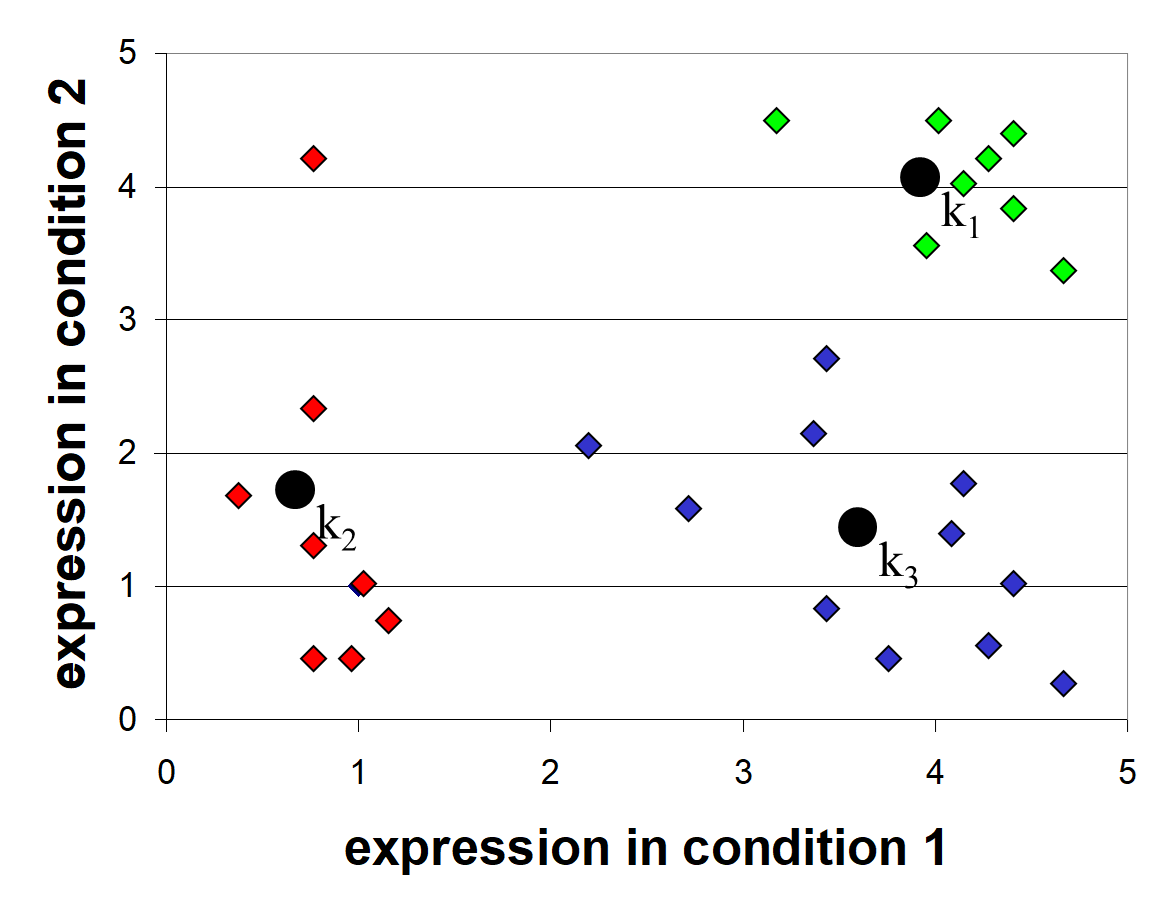 expression in condition 2
5
4
3
2
1
0
k1
k2
k3
0 1 2 3 4 5
expression in condition 1